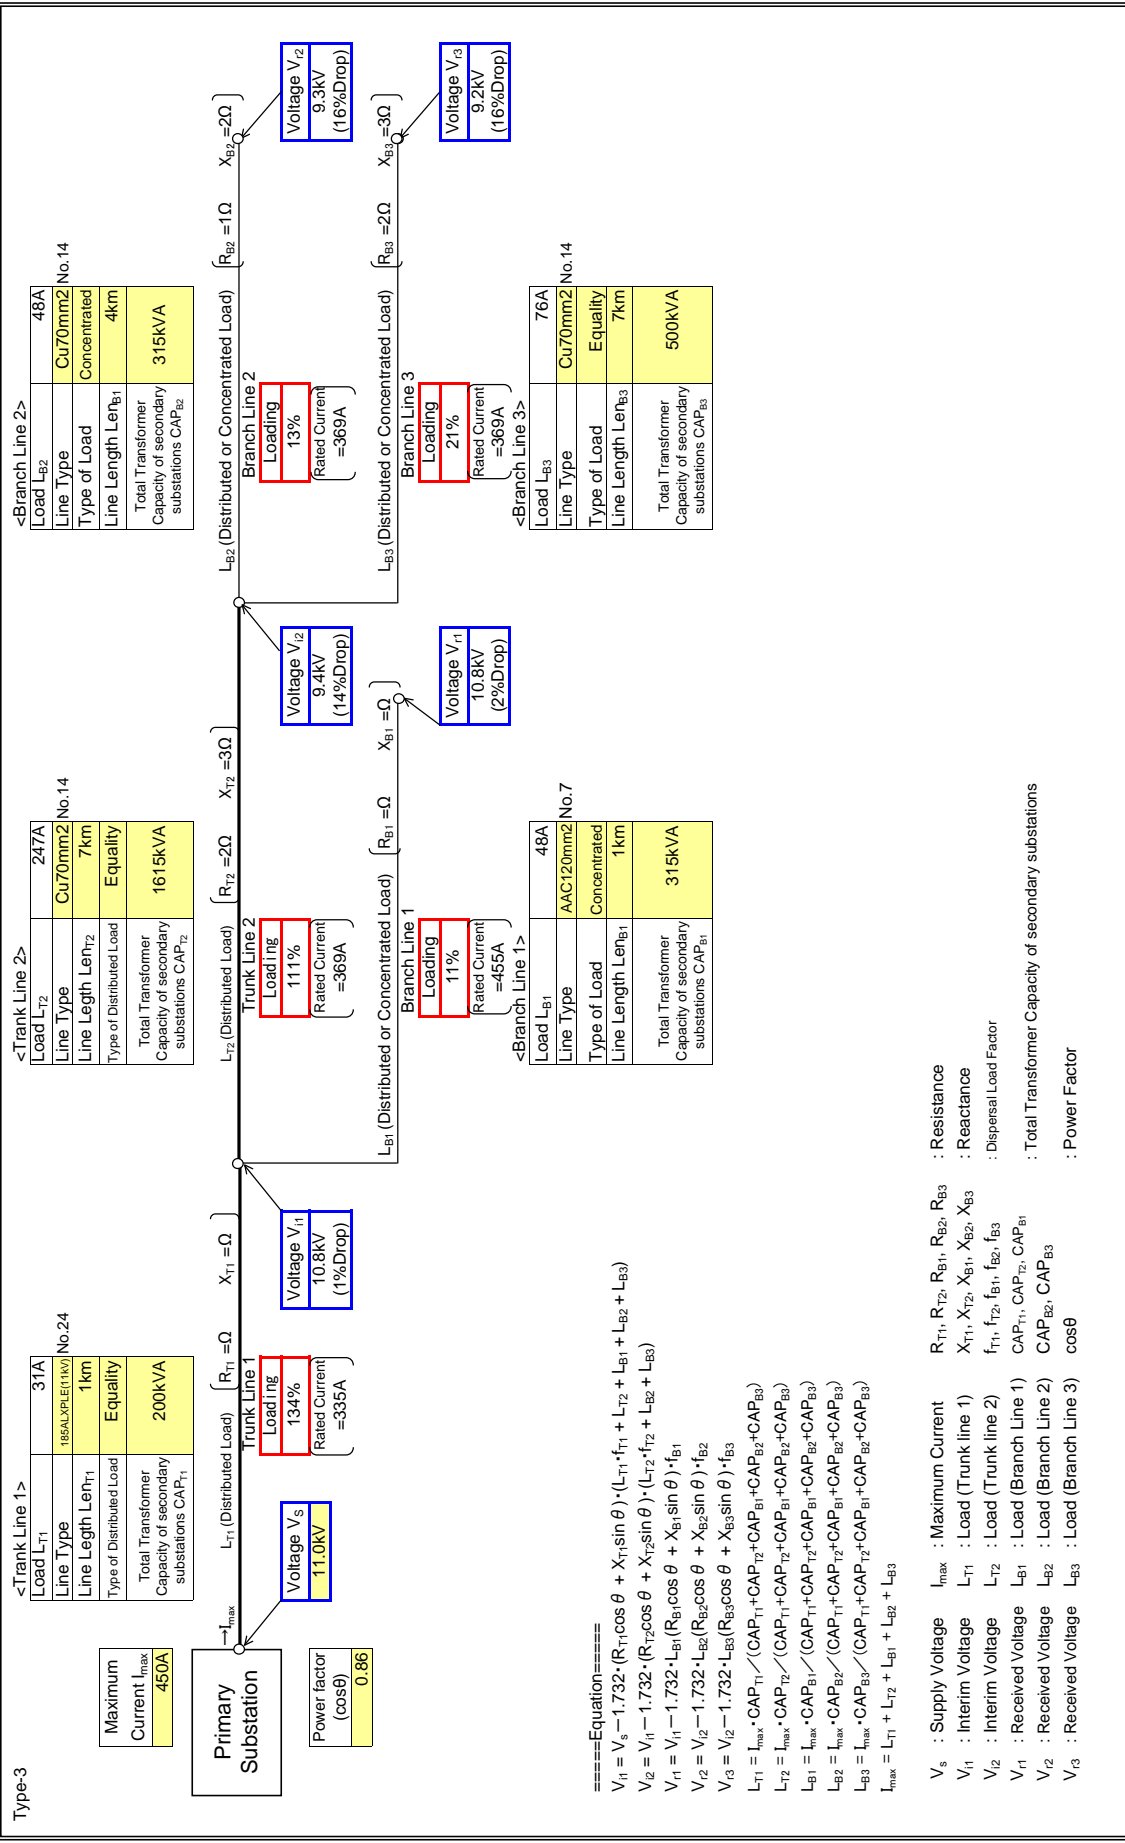 Type-3
Maximum
Current Imax
450A
Primary
Substation
Power factor
(cosθ)
0.86
→Imax
Voltage VS
11.0kV
<Trank Line 1>
Load LT1 31A
Line Type 185ALXPLE(11kV) No.24
Line Legth LenT1 1km
Type of Distributed Load Equality
Total Transformer
Capacity of secondary
substations CAPT1
200kVA
LT1 (Distributed Load) RT1 =Ω XT1 =Ω
Trunk Line 1
Loading
134%
Rated Current
=335A
Voltage Vi1
10.8kV
(1%Drop)
<Trank Line 2>
Load LT2 247A
Line Type Cu70mm2 No.14
Line Legth LenT2 7km
Type of Distributed Load Equality
Total Transformer
Capacity of secondary
substations CAPT2
1615kVA
LT2 (Distributed Load) RT2 =2Ω XT2 =3Ω
Trunk Line 2
Loading
111%
Rated Current
=369A
Voltage Vi2
9.4kV
(14%Drop)
LB1 (Distributed or Concentrated Load) RB1 =Ω XB1 =Ω
Branch Line 1
Loading
11%
Rated Current
=455A
Voltage Vr1
10.8kV
(2%Drop)
<Branch Line 1>
Load LB1 48A
Line Type AAC120mm2 No.7
Type of Load Concentrated
Line Length LenB1 1km
Total Transformer
Capacity of secondary
substations CAPB1
315kVA
<Branch Line 2>
Load LB2 48A
Line Type Cu70mm2 No.14
Type of Load Concentrated
Line Length LenB1 4km
Total Transformer
Capacity of secondary
substations CAPB2
315kVA
LB2 (Distributed or Concentrated Load) RB2 =1Ω XB2 =2Ω
Branch Line 2
Loading
13%
Rated Current
=369A
Voltage Vr2
9.3kV
(16%Drop)
LB3 (Distributed or Concentrated Load) RB3 =2Ω XB3 =3Ω
Branch Line 3
Loading
21%
Rated Current
=369A
Voltage Vr3
9.2kV
(16%Drop)
<Branch Line 3>
Load LB3 76A
Line Type Cu70mm2 No.14
Type of Load Equality
Line Length LenB3 7km
Total Transformer
Capacity of secondary
substations CAPB3
500kVA
=====Equation=====
Vi1 = Vs－1.732・(RT1cos θ + XT1sin θ)・(LT1・fT1 + LT2 + LB1 + LB2 + LB3)
Vi2 = Vi1－1.732・(RT2cos θ + XT2sin θ)・(LT2・fT2 + LB2 + LB3)
Vr1 = Vi1－1.732・LB1(RB1cos θ + XB1sin θ)・fB1
Vr2 = Vi2－1.732・LB2(RB2cos θ + XB2sin θ)・fB2
Vr3 = Vi2－1.732・LB3(RB3cos θ + XB3sin θ)・fB3
LT1 = Imax・CAPT1／(CAPT1+CAPT2+CAPB1+CAPB2+CAPB3)
LT2 = Imax・CAPT2／(CAPT1+CAPT2+CAPB1+CAPB2+CAPB3)
LB1 = Imax・CAPB1／(CAPT1+CAPT2+CAPB1+CAPB2+CAPB3)
LB2 = Imax・CAPB2／(CAPT1+CAPT2+CAPB1+CAPB2+CAPB3)
LB3 = Imax・CAPB3／(CAPT1+CAPT2+CAPB1+CAPB2+CAPB3)
Imax = LT1 + LT2 + LB1 + LB2 + LB3
Vs : Supply Voltage Imax : Maximum Current RT1, RT2, RB1, RB2, RB3 : Resistance
Vi1 : Interim Voltage LT1 : Load (Trunk line 1) XT1, XT2, XB1, XB2, XB3 : Reactance
Vi2 : Interim Voltage LT2 : Load (Trunk line 2) fT1, fT2, fB1, fB2, fB3 : Dispersal Load Factor
Vr1 : Received Voltage LB1 : Load (Branch Line 1) CAPT1, CAPT2, CAPB1 : Total Transformer Capacity of secondary substations
Vr2 : Received Voltage LB2 : Load (Branch Line 2) CAPB2, CAPB3
Vr3 : Received Voltage LB3 : Load (Branch Line 3) cosθ : Power Factor